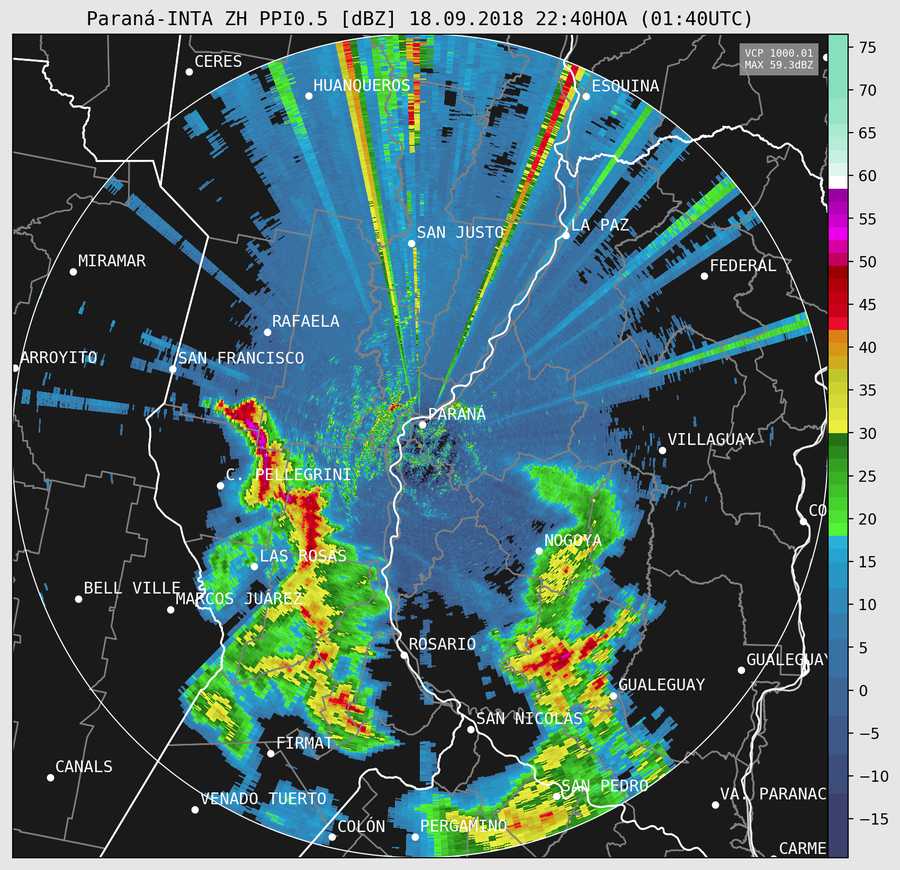 Paraná-INTA ZH PPI0.5 [dBZ] 18.09.2018 22:40HOA (01:40UTC)
VCP 1000.01
MAX 59.3dBZ
75
70
65
60
55
50
45
40
35
30
25
20
15
10
5
0
−5
−10
−15
CERES
HUANQUEROS
ESQUINA
SAN JUSTO
LA PAZ
MIRAMAR
FEDERAL
RAFAELA
ARROYITO
SAN FRANCISCO
PARANÁ
VILLAGUAY
C. PELLEGRINI
CO
NOGOYA
LAS ROSAS
BELL VILLE
MARCOS JUÁREZ
ROSARIO
GUALEGUAY
GUALEGUAY
SAN NICOLÁS
FIRMAT
CANALS
SAN PEDRO
VENADO TUERTO
VA. PARANAC
COLÓN
PERGAMINO
CARME